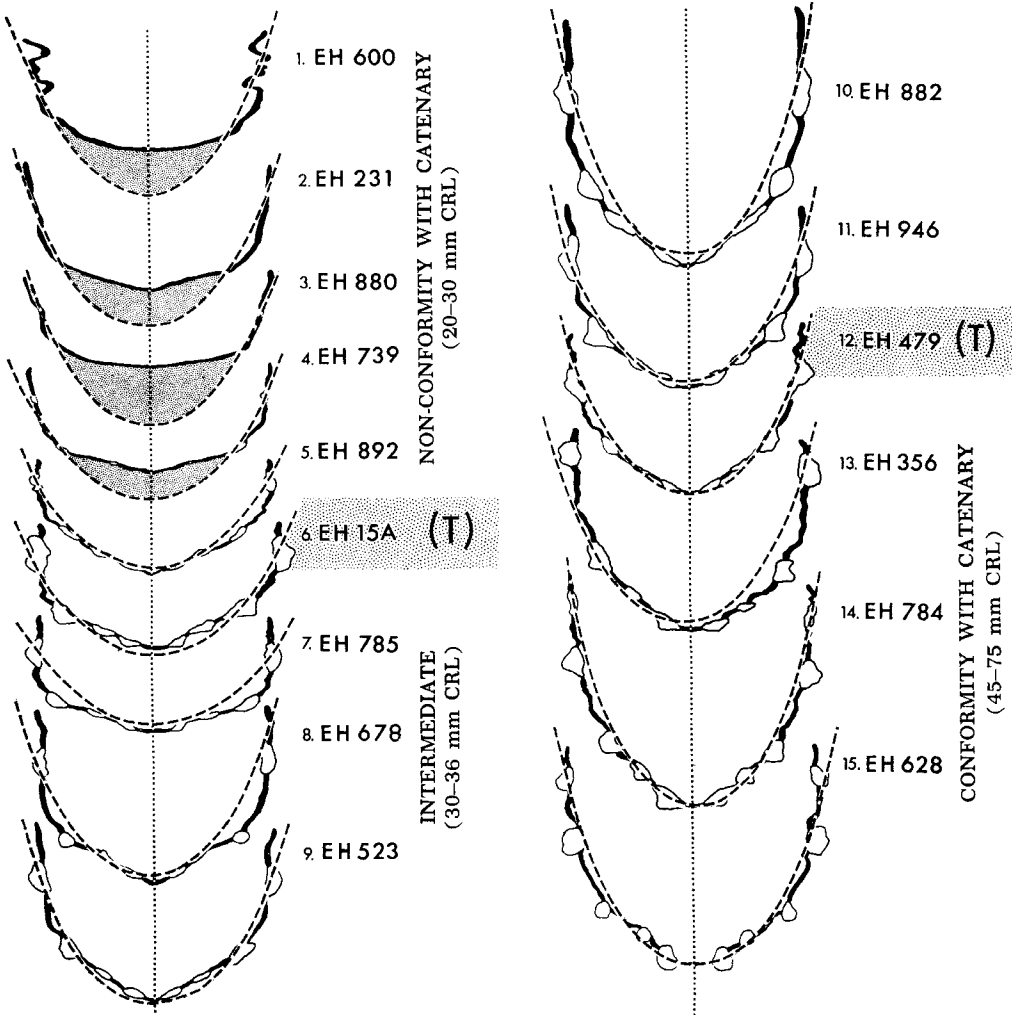 1. EH 600
2. EH 231
3. EH 880
4. EH 739
5. EH 892
NON-CONFORMITY WITH CATENARY
(20–30 mm CRL)
6. EH 15A (T)
7. EH 785
8. EH 678
9. EH 523
INTERMEDIATE
(30–36 mm CRL)
10. EH 882
11. EH 946
12. EH 479 (T)
13. EH 356
14. EH 784
15. EH 628
CONFORMITY WITH CATENARY
(45–75 mm CRL)